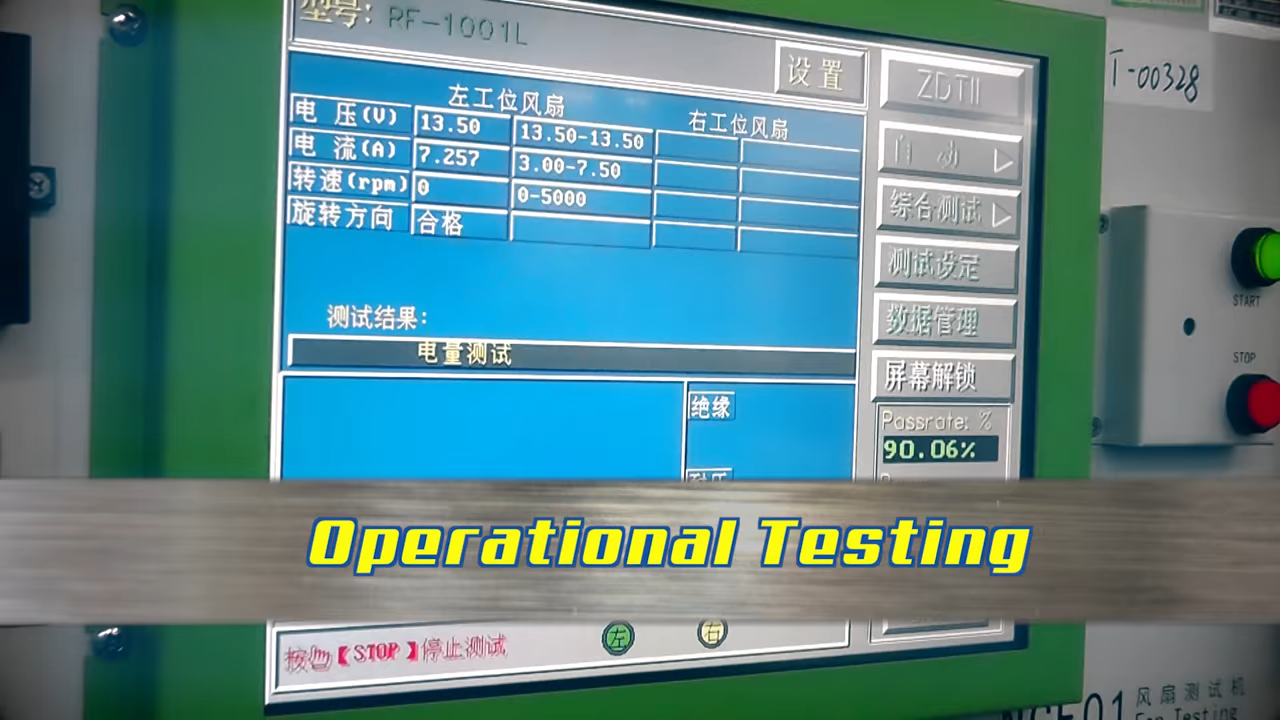 型号: RF-1001L
设置
左工位风扇 右工位风扇
电 压(V) 13.50 13.50-13.50
电 流(A) 7.257 3.00-7.50
转速(rpm) 0 0-5000
旋转方向 合格
测试结果:
电量测试
绝缘
耐压
ZDTII
自 动
综合测试
测试设定
数据管理
屏幕解锁
Passrate: %
90.06%
T-00328
START
STOP
Operational Testing
按【STOP】停止测试
左 右
风扇测试机
Fan Testing